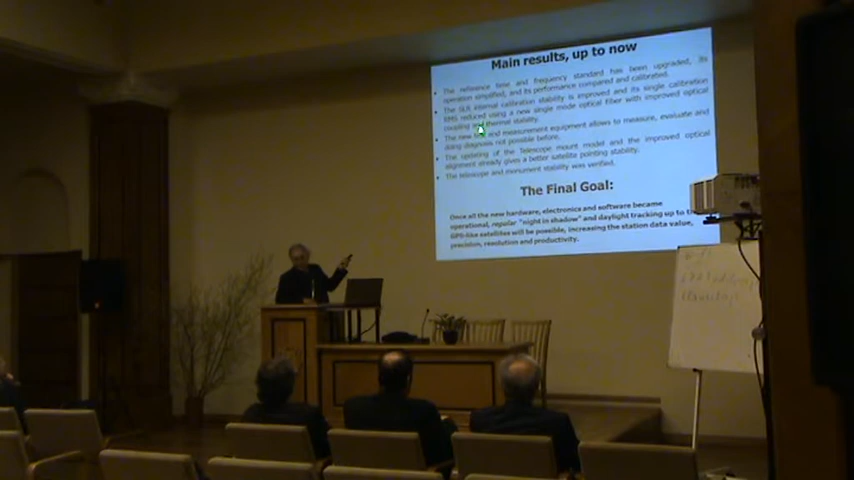 Main results, up to now
• The reference time and frequency standard has been upgraded, its
operation simplified, and its performance compared and calibrated.
• The SLR internal calibration stability is improved and its single calibration
RMS reduced using a new single mode optical fiber with improved optical
coupling and thermal stability.
• The new and measurement equipment allows to measure, evaluate and
doing diagnosis not possible before.
• The updating of the Telescope mount model and the improved optical
alignment already gives a better satellite pointing stability.
• The telescope and monument stability was verified.
The Final Goal:
Once all the new hardware, electronics and software became
operational, regular "night in shadow" and daylight tracking up to
GPS-like satellites will be possible, increasing the station data value,
precision, resolution and productivity.